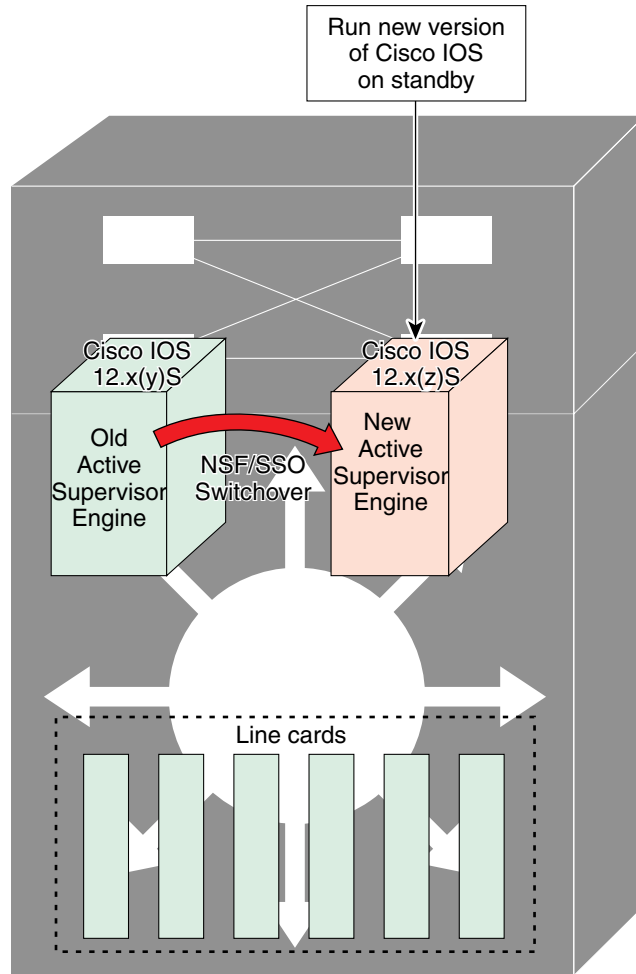 Run new version
of Cisco IOS
on standby
Cisco IOS
12.x(y)S
Cisco IOS
12.x(z)S
Old
Active
Supervisor
Engine
New
Active
Supervisor
Engine
NSF/SSO
Switchover
Line cards